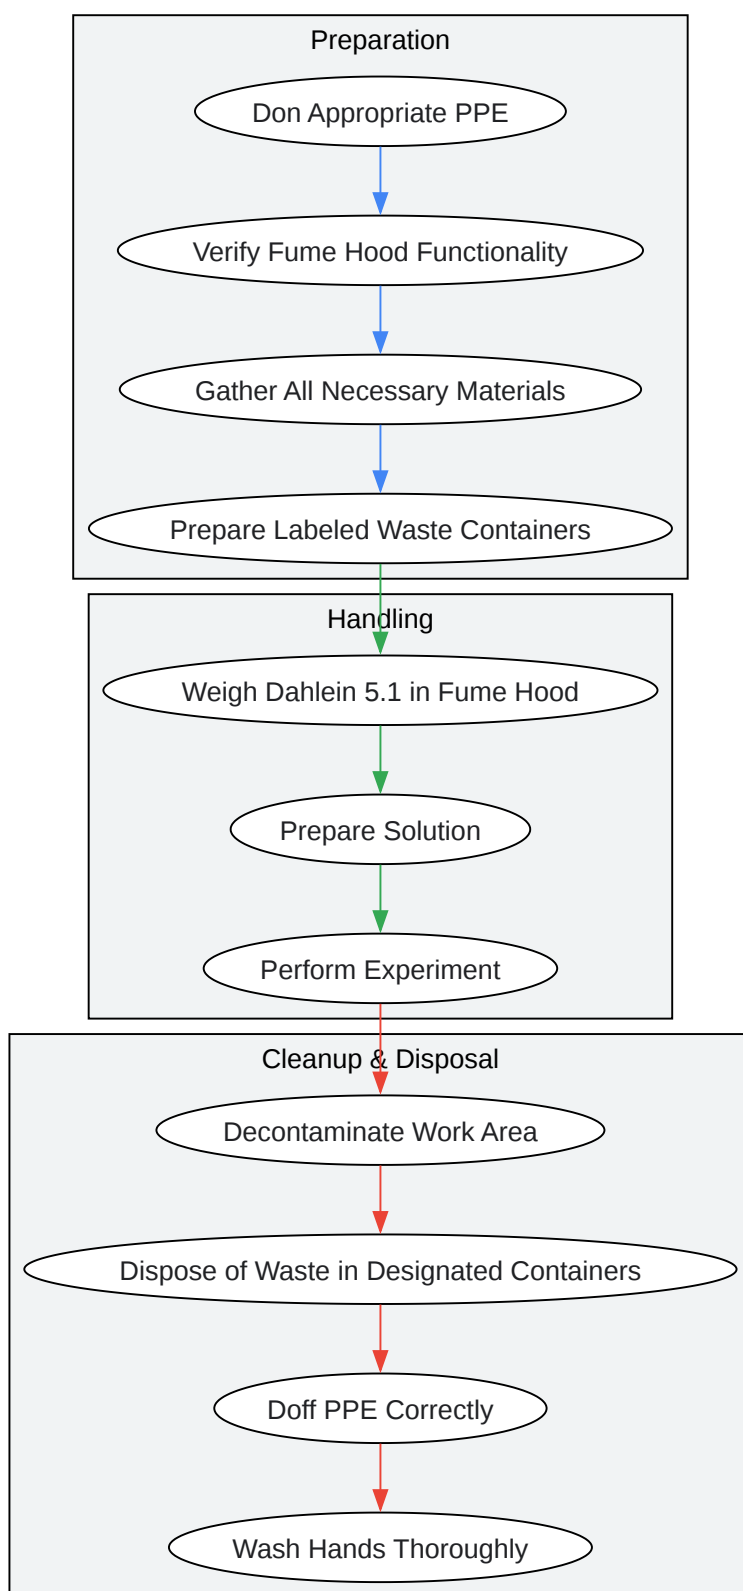 Preparation
Don Appropriate PPE
Verify Fume Hood Functionality
Gather All Necessary Materials
Prepare Labeled Waste Containers
Handling
Weigh Dahlein 5.1 in Fume Hood
Prepare Solution
Perform Experiment
Cleanup & Disposal
Decontaminate Work Area
Dispose of Waste in Designated Containers
Doff PPE Correctly
Wash Hands Thoroughly